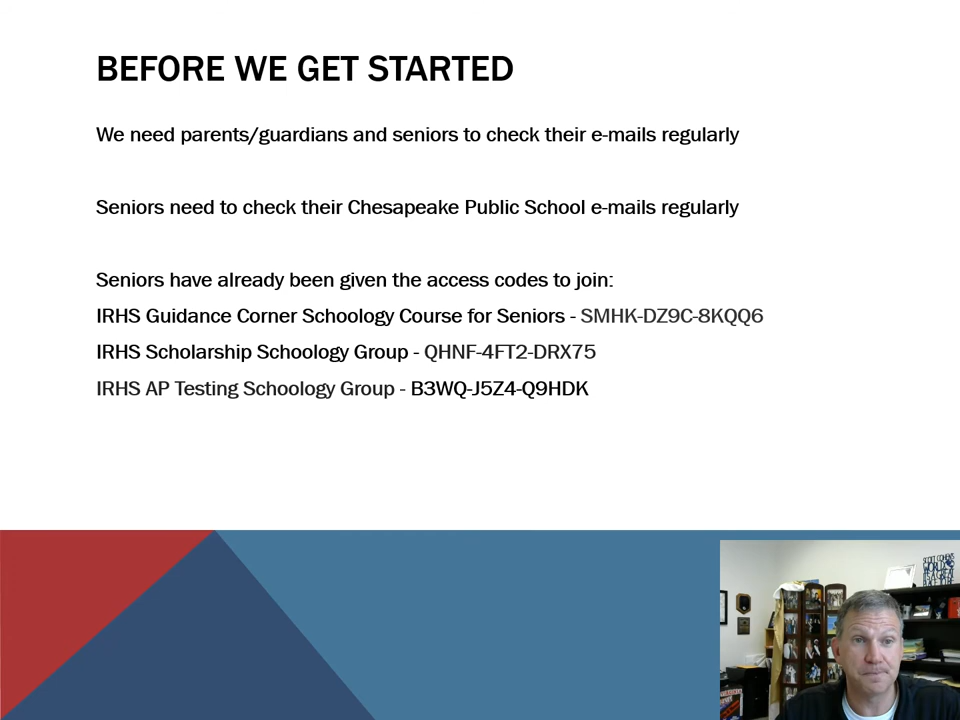 BEFORE WE GET STARTED
We need parents/guardians and seniors to check their e-mails regularly
Seniors need to check their Chesapeake Public School e-mails regularly
Seniors have already been given the access codes to join:
IRHS Guidance Corner Schoology Course for Seniors - SMHK-DZ9C-8KQQ6
IRHS Scholarship Schoology Group - QHNF-4FT2-DRX75
IRHS AP Testing Schoology Group - B3WQ-J5Z4-Q9HDK